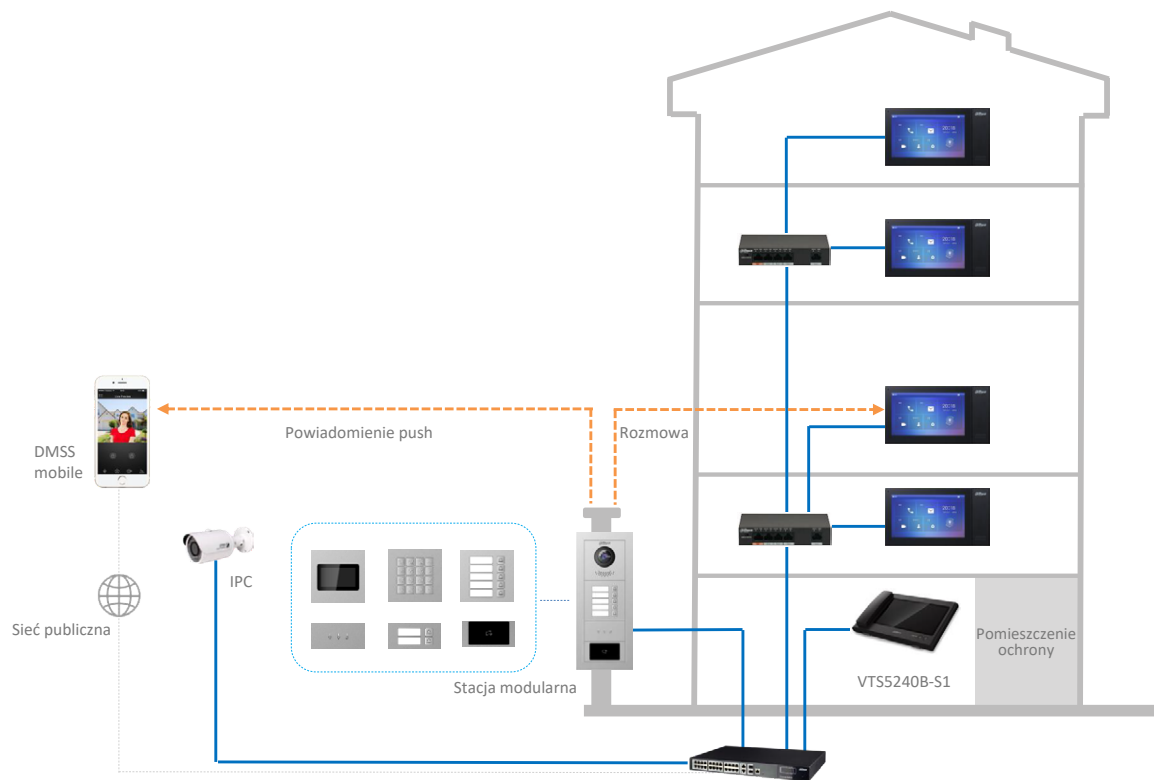 Powiadomienie push
Rozmowa
DMSS
mobile
IPC
Sieć publiczna
Stacja modularna
VTS5240B-S1
Pomieszczenie
ochrony